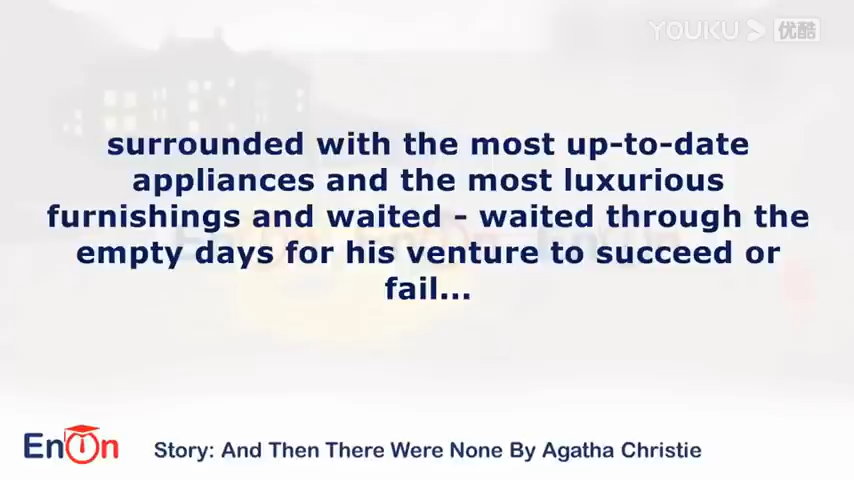 YOUKU 优酷
surrounded with the most up-to-date
appliances and the most luxurious
furnishings and waited - waited through the
empty days for his venture to succeed or
fail...
EnOn
Story: And Then There Were None By Agatha Christie